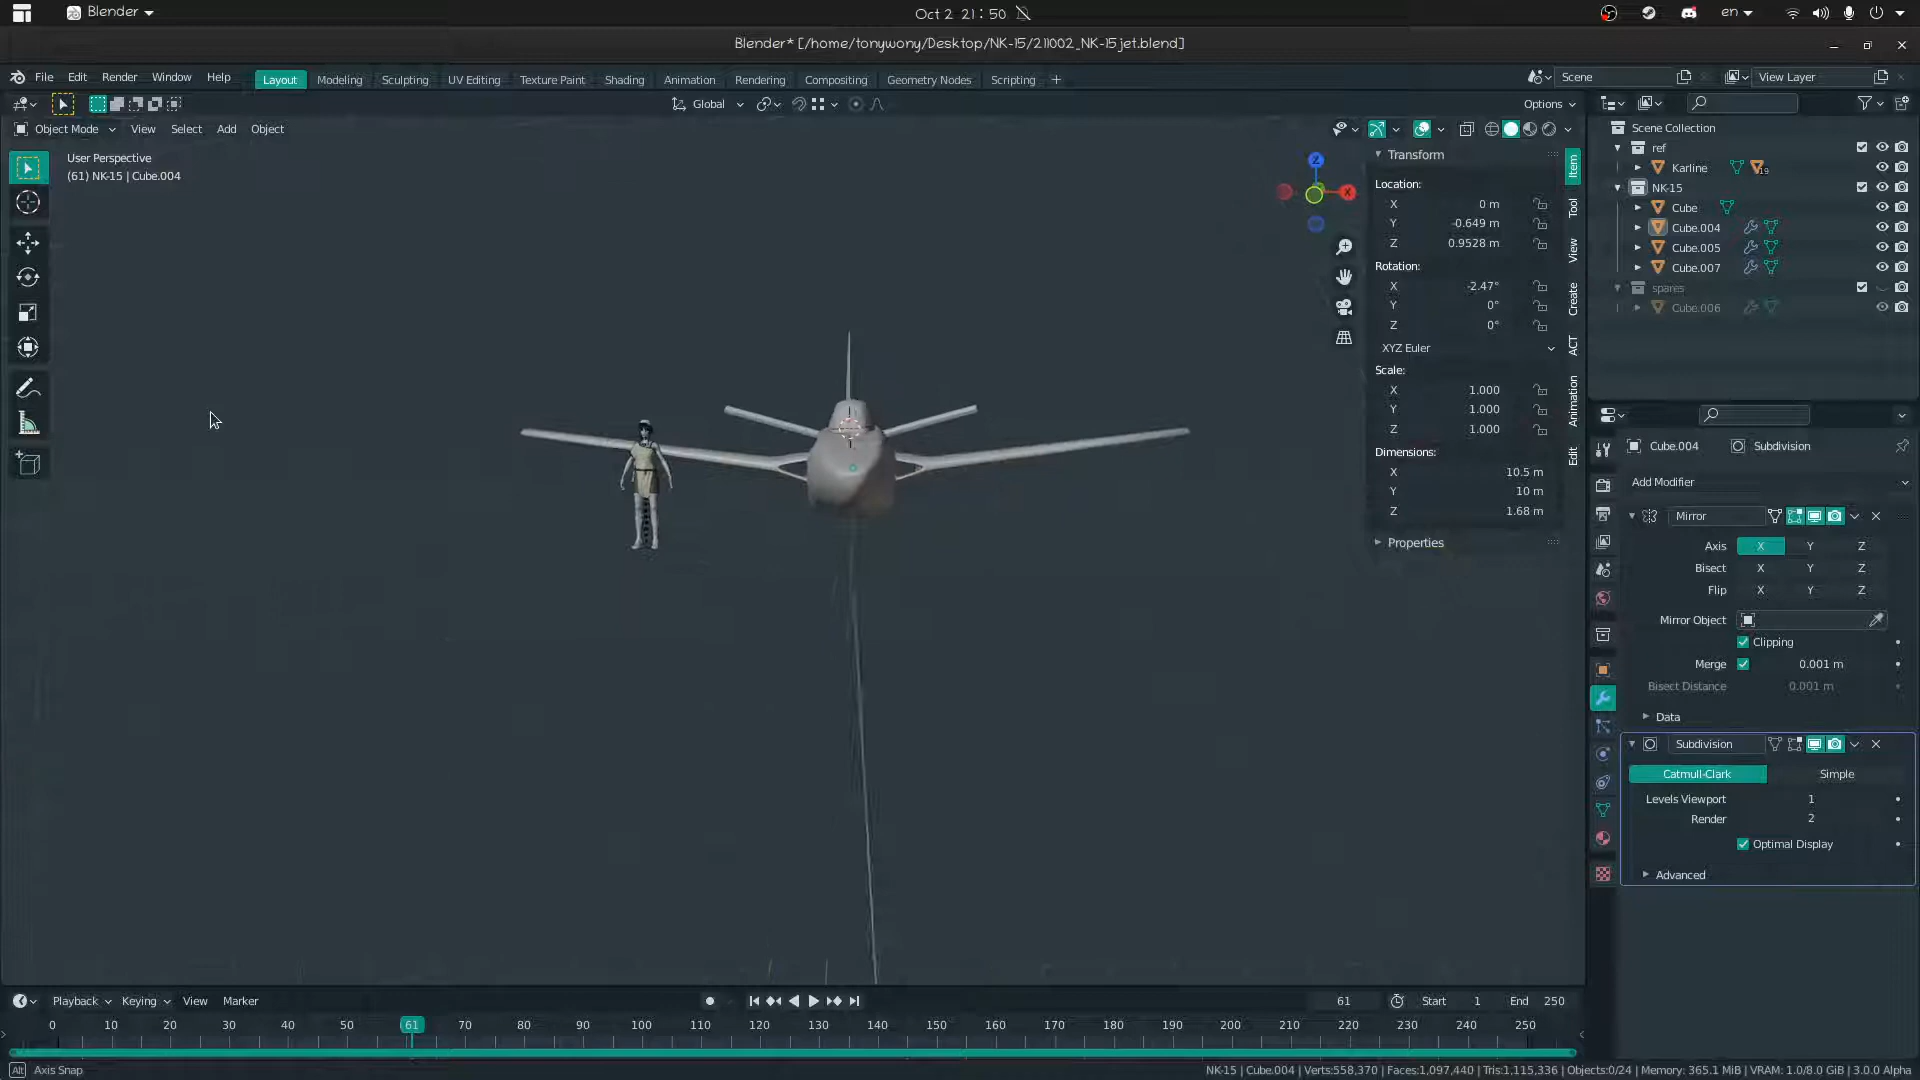 Blender
Oct 2 21:50
en
Blender* [/home/tonywony/Desktop/NK-15/211002_NK-15jet.blend]
File Edit Render Window Help
Layout Modeling Sculpting UV Editing Texture Paint Shading Animation Rendering Compositing Geometry Nodes Scripting +
Scene View Layer
Global
Options
Object Mode View Select Add Object
User Perspective
(61) NK-15 | Cube.004
Z
X
Transform
Location:
X 0 m
Y -0.649 m
Z 0.9528 m
Rotation:
X -2.47°
Y 0°
Z 0°
XYZ Euler
Scale:
X 1.000
Y 1.000
Z 1.000
Dimensions:
X 10.5 m
Y 10 m
Z 1.68 m
Properties
Item
Tool
View
Create
ACT
Animation
Edit
Scene Collection
ref
Karline 19
NK-15
Cube
Cube.004
Cube.005
Cube.007
spares
Cube.006
Cube.004 Subdivision
Add Modifier
Mirror
Axis X Y Z
Bisect X Y Z
Flip X Y Z
Mirror Object
Clipping
Merge 0.001 m
Bisect Distance 0.001 m
Data
Subdivision
Catmull-Clark Simple
Levels Viewport 1
Render 2
Optimal Display
Advanced
Playback Keying View Marker
61 Start 1 End 250
0 10 20 30 40 50 61 70 80 90 100 110 120 130 140 150 160 170 180 190 200 210 220 230 240 250
Alt Axis Snap
NK-15 | Cube.004 | Verts:558,370 | Faces:1,097,440 | Tris:1,115,336 | Objects:0/24 | Memory: 365.1 MiB | VRAM: 1.0/8.0 GiB | 3.0.0 Alpha